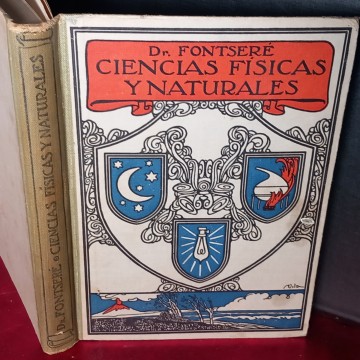 Dr. FONTSERÉ
CIENCIAS FÍSICAS
Y NATURALES
Dr. FONTSERÉ CIENCIAS FÍSICAS Y NATURALES